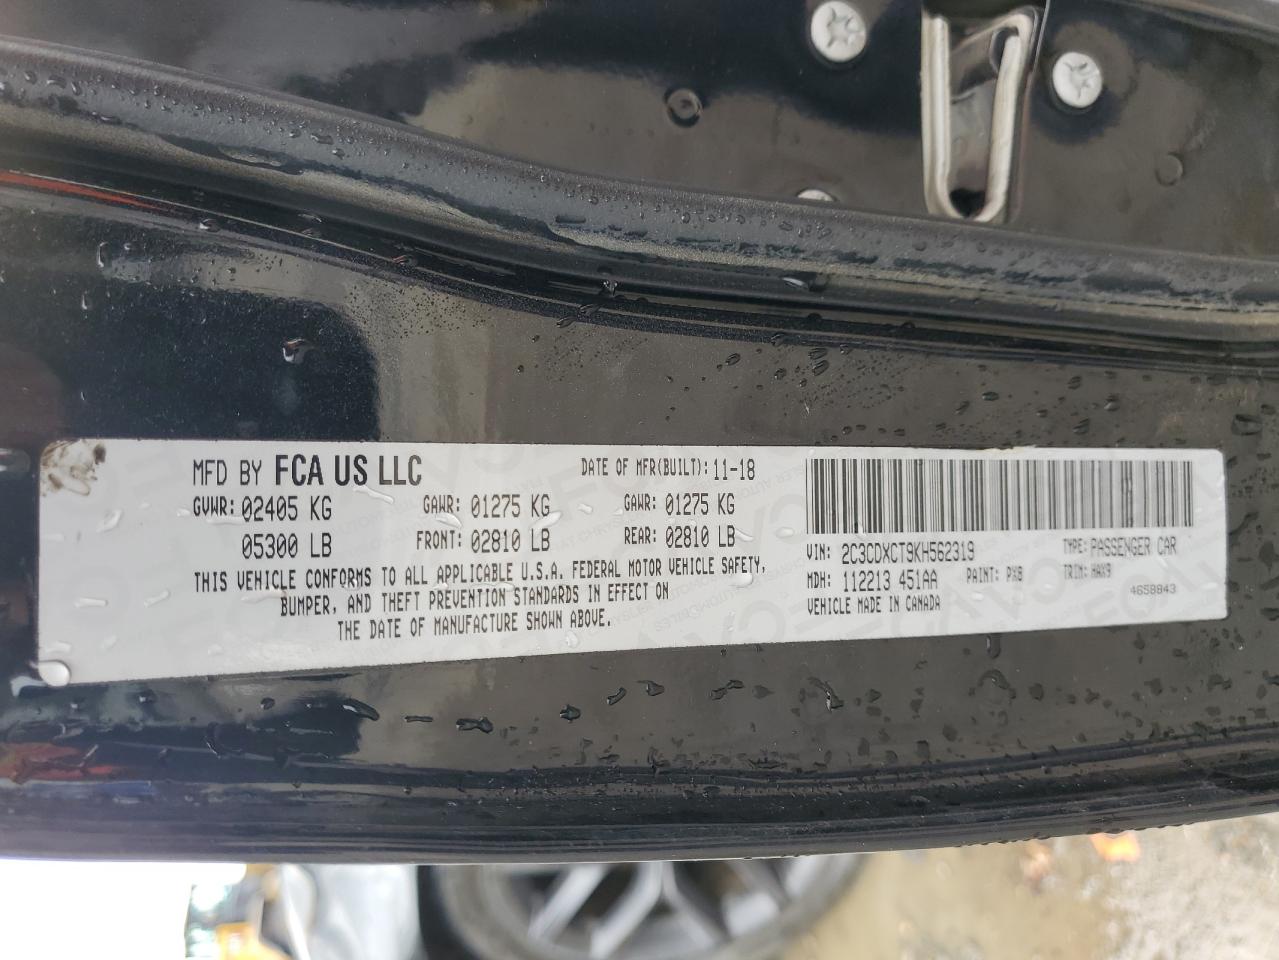 MFD BY FCA US LLC DATE OF MFR(BUILT): 11-18
GVWR: 02405 KG GAWR: 01275 KG GAWR: 01275 KG
05300 LB FRONT: 02810 LB REAR: 02810 LB
THIS VEHICLE CONFORMS TO ALL APPLICABLE U.S.A. FEDERAL MOTOR VEHICLE SAFETY,
BUMPER, AND THEFT PREVENTION STANDARDS IN EFFECT ON
THE DATE OF MANUFACTURE SHOWN ABOVE.
VIN: 2C3CDXCT9KH562319 TYPE: PASSENGER CAR
MDH: 112213 451AA PAINT: PX8 TRIM: HAX9
VEHICLE MADE IN CANADA 4658843